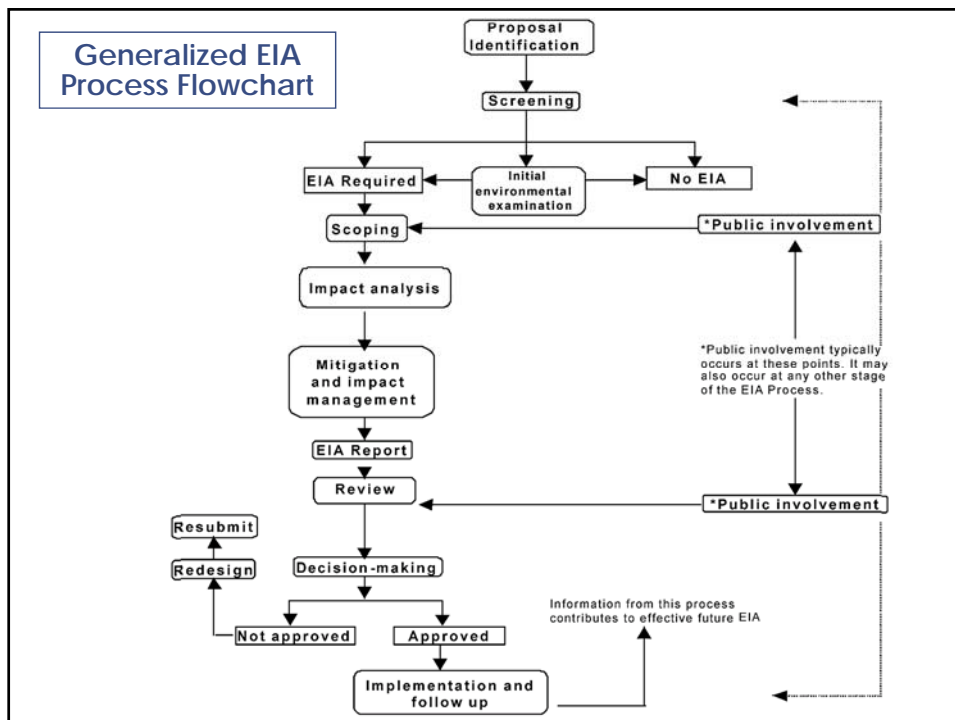 Generalized EIA
Process Flowchart
Proposal
Identification
Screening
EIA Required
Initial
environmental
examination
No EIA
Scoping
*Public involvement
Impact analysis
*Public involvement typically
occurs at these points. It may
also occur at any other stage
of the EIA Process.
Mitigation
and impact
management
EIA Report
Review
*Public involvement
Resubmit
Redesign
Decision-making
Information from this process
contributes to effective future EIA
Not approved
Approved
Implementation and
follow up